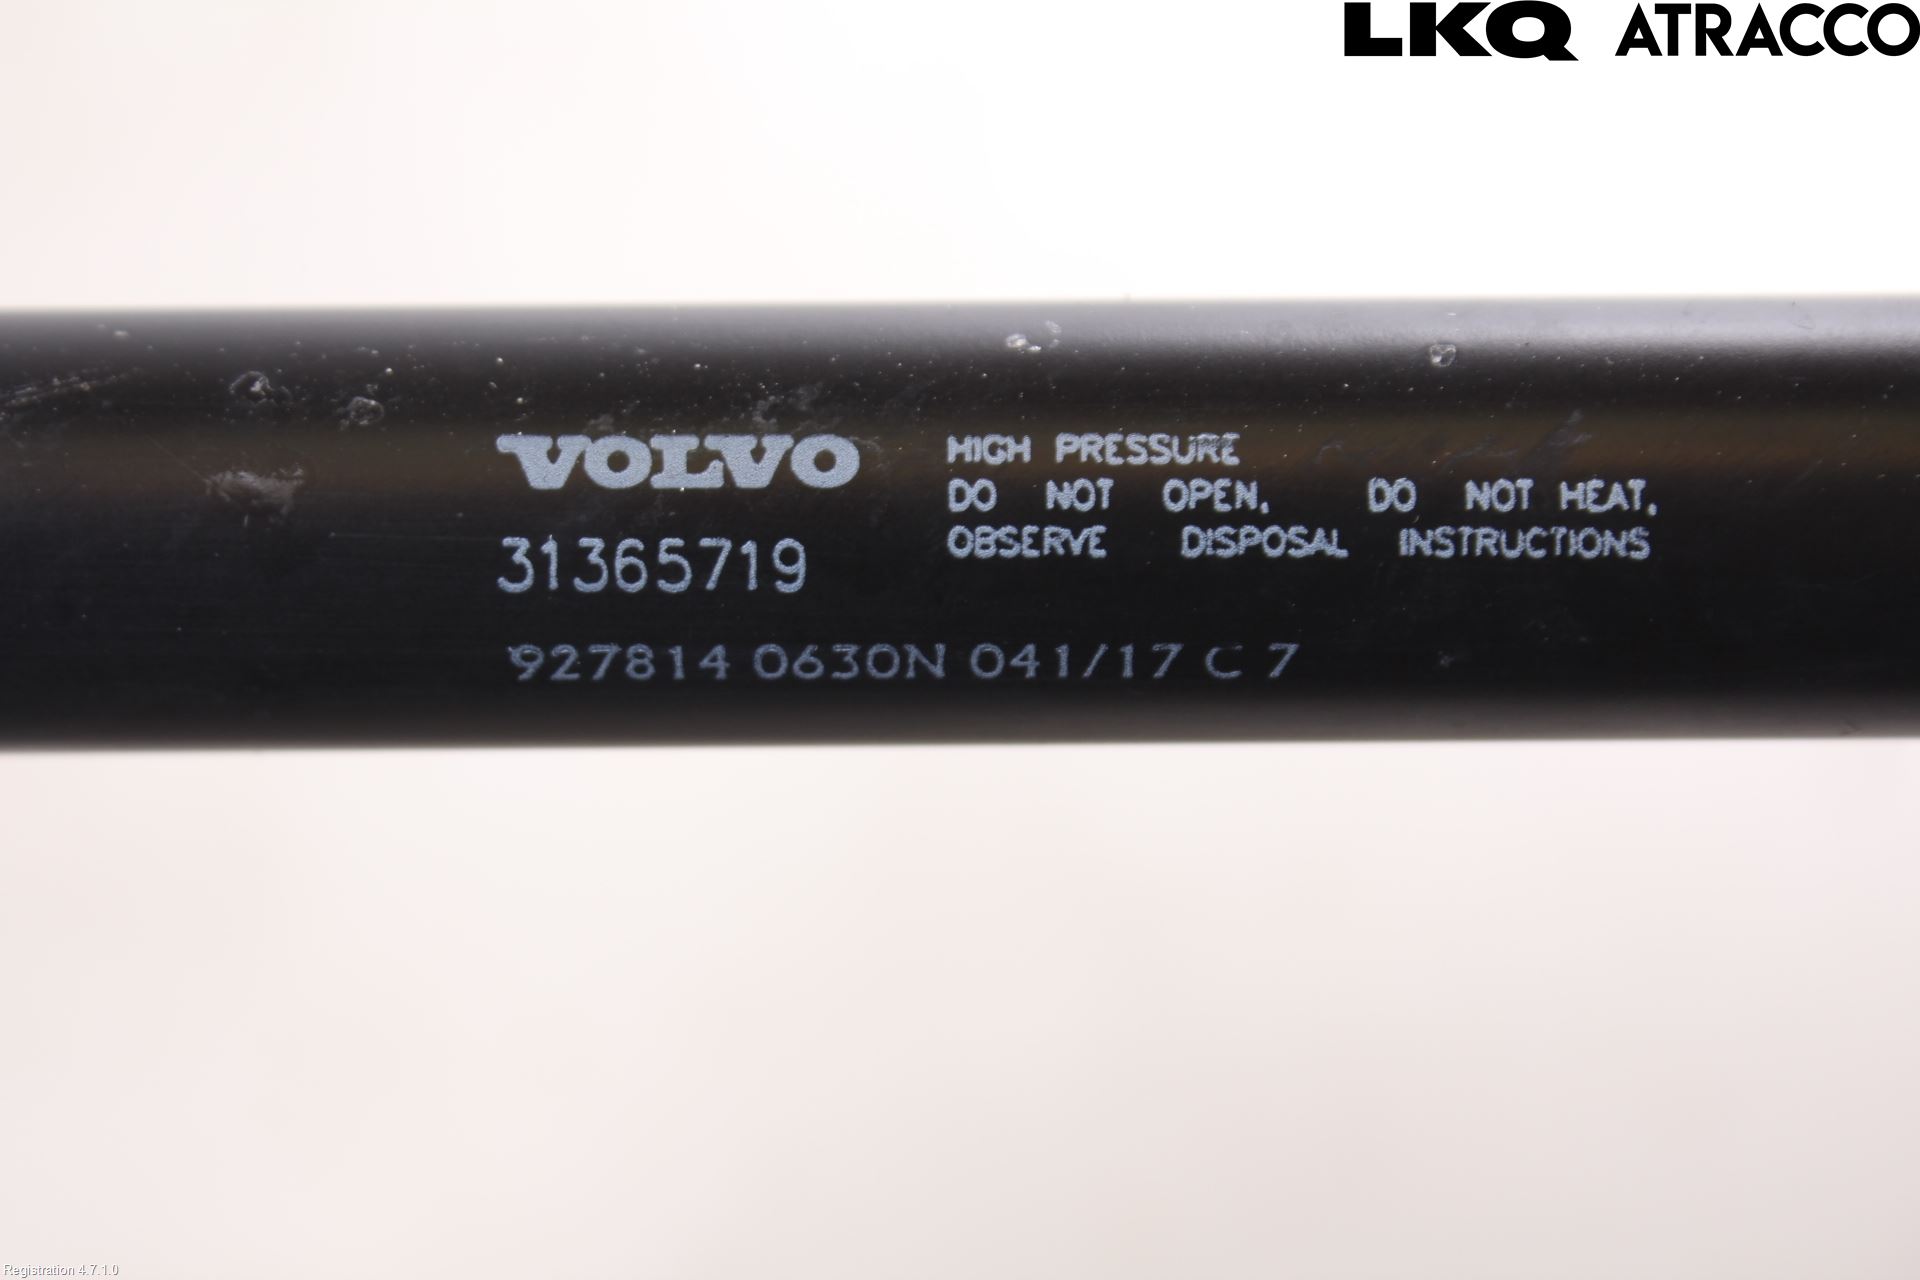 LKQ ATRACCO
VOLVO
31365719
HIGH PRESSURE
DO NOT OPEN. DO NOT HEAT.
OBSERVE DISPOSAL INSTRUCTIONS
927814 0630N 041/17 C 7
Registration 4.7.1.0